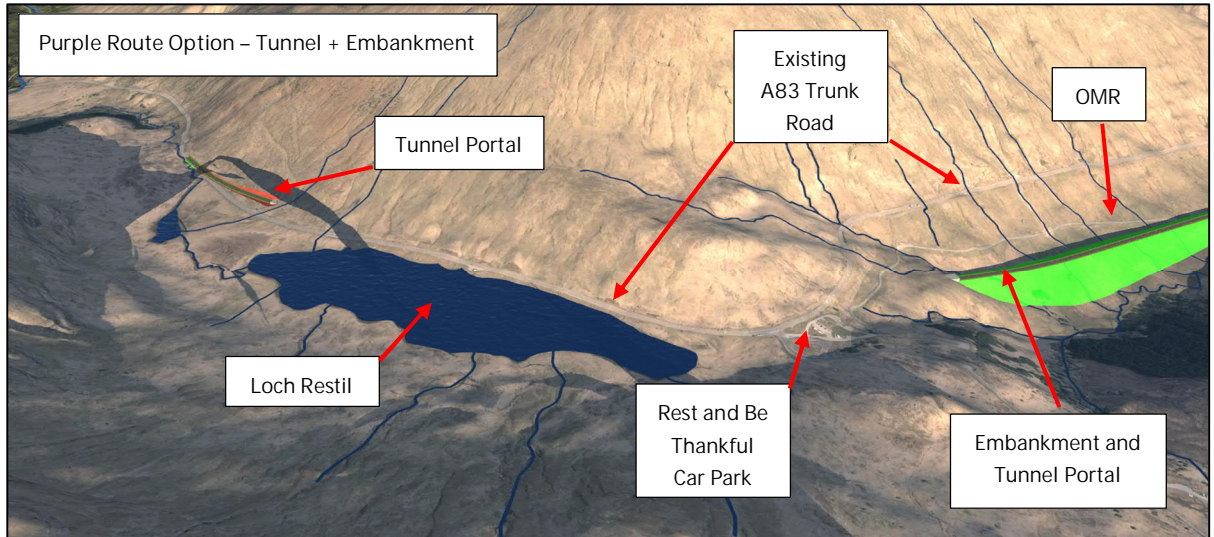 Purple Route Option – Tunnel + Embankment
Existing
A83 Trunk
Road
OMR
Tunnel Portal
Loch Restil
Rest and Be
Thankful
Car Park
Embankment and
Tunnel Portal